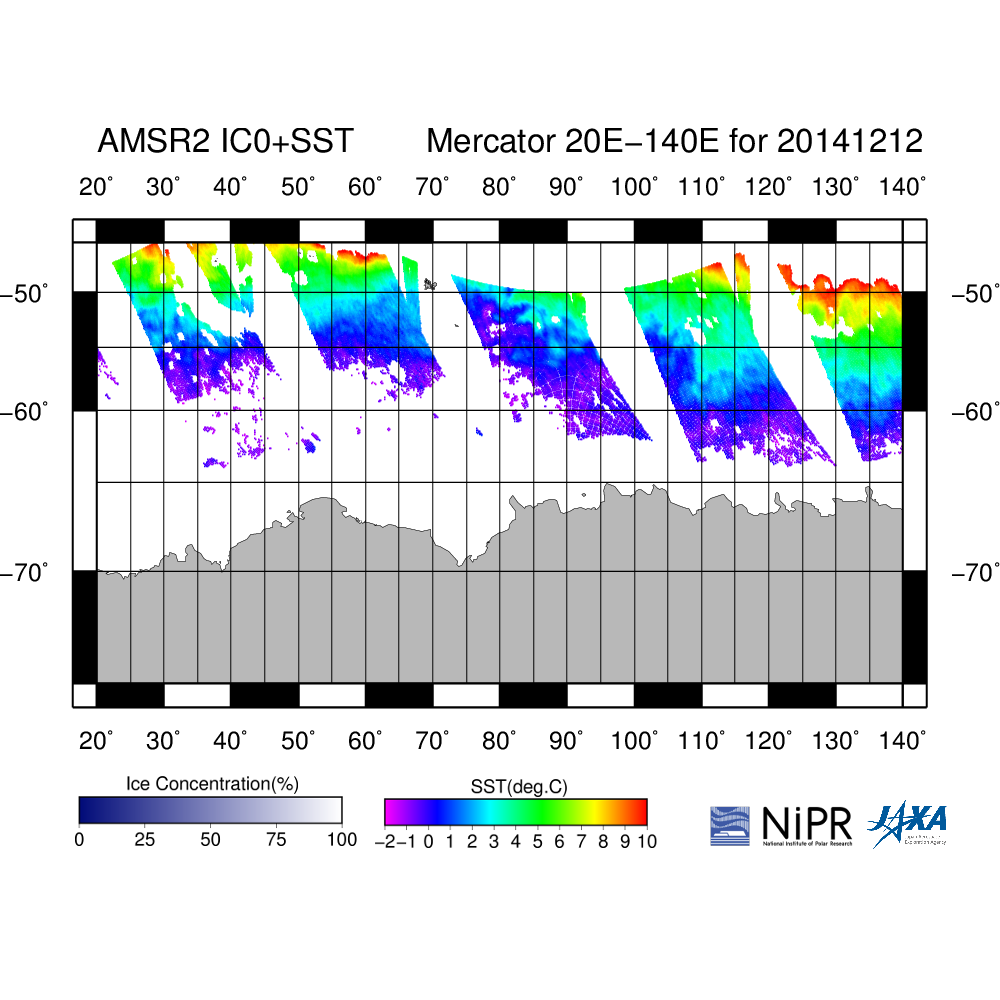 AMSR2 IC0+SST Mercator 20E−140E for 20141212
20° 30° 40° 50° 60° 70° 80° 90° 100° 110° 120° 130° 140°
−50° −50°
−60° −60°
−70° −70°
20° 30° 40° 50° 60° 70° 80° 90° 100° 110° 120° 130° 140°
Ice Concentration(%) SST(deg.C)
0 25 50 75 100 −2 −1 0 1 2 3 4 5 6 7 8 9 10
NiPR JAXA
National Institute of Polar Research
Exploration Agency